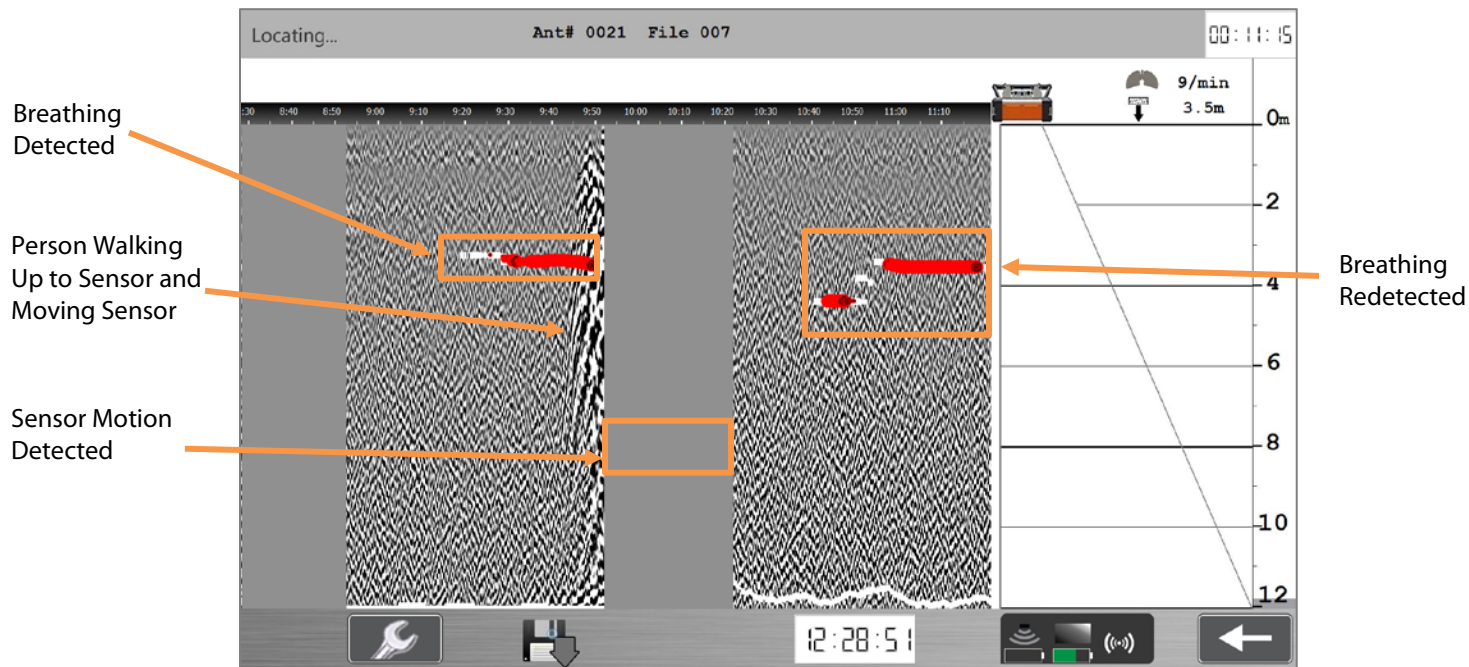 Locating...
Ant# 0021 File 007
00:11:15
9/min
3.5m
:30 8:40 8:50 9:00 9:10 9:20 9:30 9:40 9:50 10:00 10:10 10:20 10:30 10:40 10:50 11:00 11:10
0m
2
4
6
8
10
12
Breathing
Detected
Person Walking
Up to Sensor and
Moving Sensor
Sensor Motion
Detected
Breathing
Redetected
12:28:51